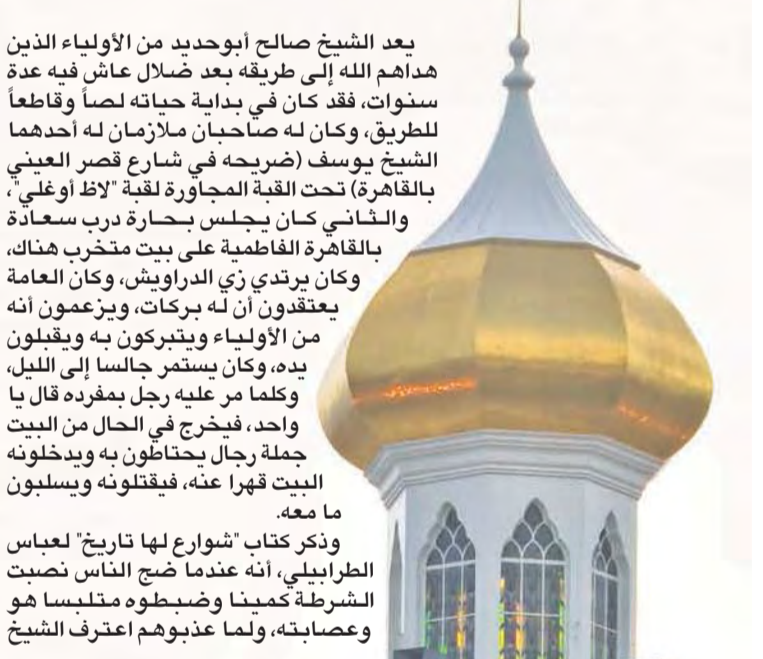 يعد الشيخ صالح أبوحديد من الأولياء الذين
هداهم الله إلى طريقه بعد ضلال عاش فيه عدة
سنوات، فقد كان في بداية حياته لصاً وقاطعاً
للطريق، وكان له صاحبان ملازمان له أحدهما
الشيخ يوسف (ضريحه في شارع قصر العيني
بالقاهرة) تحت القبة المجاورة لقبة "لاظ أوغلي"،
والثاني كان يجلس بحارة درب سعادة
بالقاهرة الفاطمية على بيت متخرب هناك،
وكان يرتدي زي الدراويش، وكان العامة
يعتقدون أن له بركات، ويزعمون أنه
من الأولياء ويتبركون به ويقبلون
يده، وكان يستمر جالسا إلى الليل،
وكلما مر عليه رجل بمفرده قال يا
واحد، فيخرج في الحال من البيت
جملة رجال يحتاطون به ويدخلونه
البيت قهرا عنه، فيقتلونه ويسلبون
ما معه.
وذكر كتاب "شوارع لها تاريخ" لعباس
الطرابيلي، أنه عندما ضج الناس نصبت
الشرطة كمينا وضبطوه متلبسا هو
وعصابته، ولما عذبوهم اعترف الشيخ